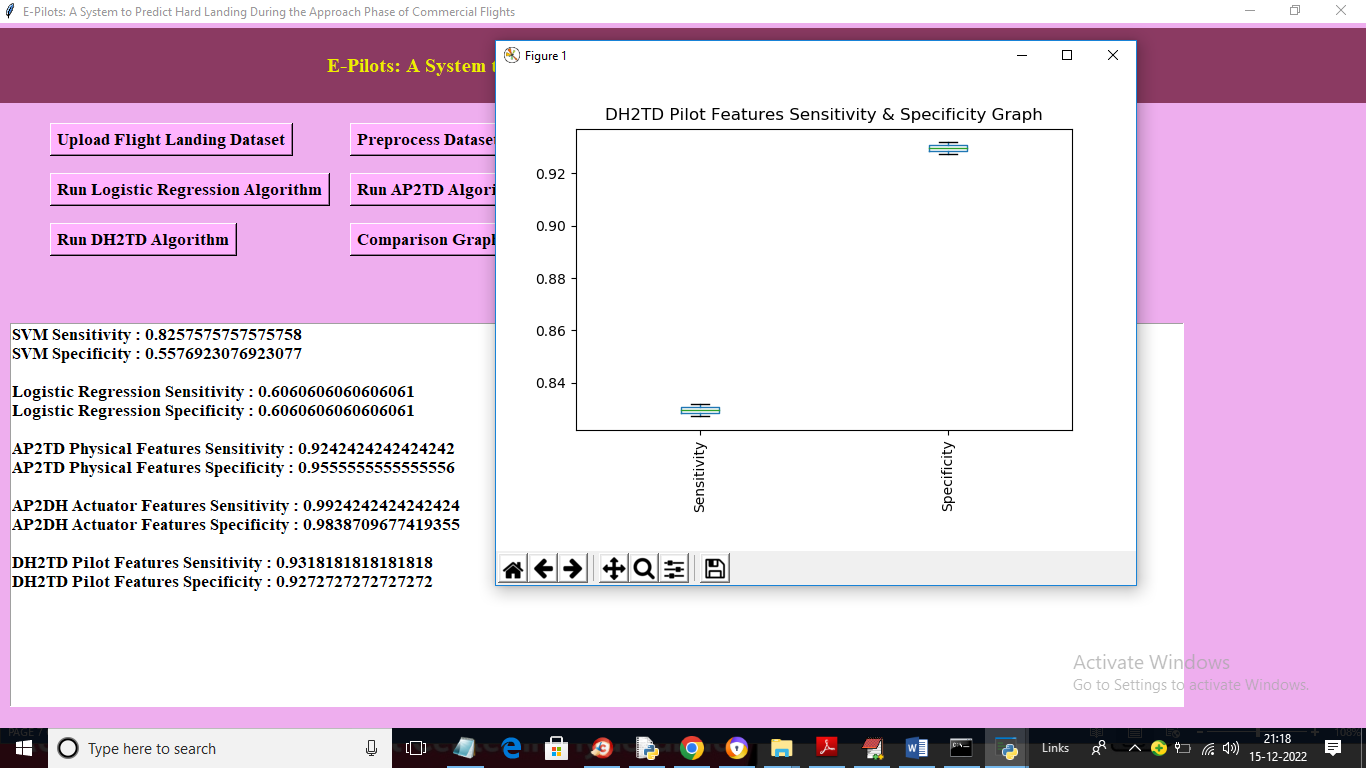 E-Pilots: A System to Predict Hard Landing During the Approach Phase of Commercial Flights
E-Pilots: A System
Figure 1
Upload Flight Landing Dataset
Preprocess Dataset
Run Logistic Regression Algorithm
Run AP2TD Algori
Run DH2TD Algorithm
Comparison Graph
DH2TD Pilot Features Sensitivity & Specificity Graph
0.92
0.90
0.88
0.86
0.84
Sensitivity
Specificity
SVM Sensitivity : 0.8257575757575758
SVM Specificity : 0.5576923076923077
Logistic Regression Sensitivity : 0.6060606060606061
Logistic Regression Specificity : 0.6060606060606061
AP2TD Physical Features Sensitivity : 0.9242424242424242
AP2TD Physical Features Specificity : 0.9555555555555556
AP2DH Actuator Features Sensitivity : 0.9924242424242424
AP2DH Actuator Features Specificity : 0.9838709677419355
DH2TD Pilot Features Sensitivity : 0.9318181818181818
DH2TD Pilot Features Specificity : 0.9272727272727272
Activate Windows
Go to Settings to activate Windows.
Type here to search
Links
21:18
15-12-2022